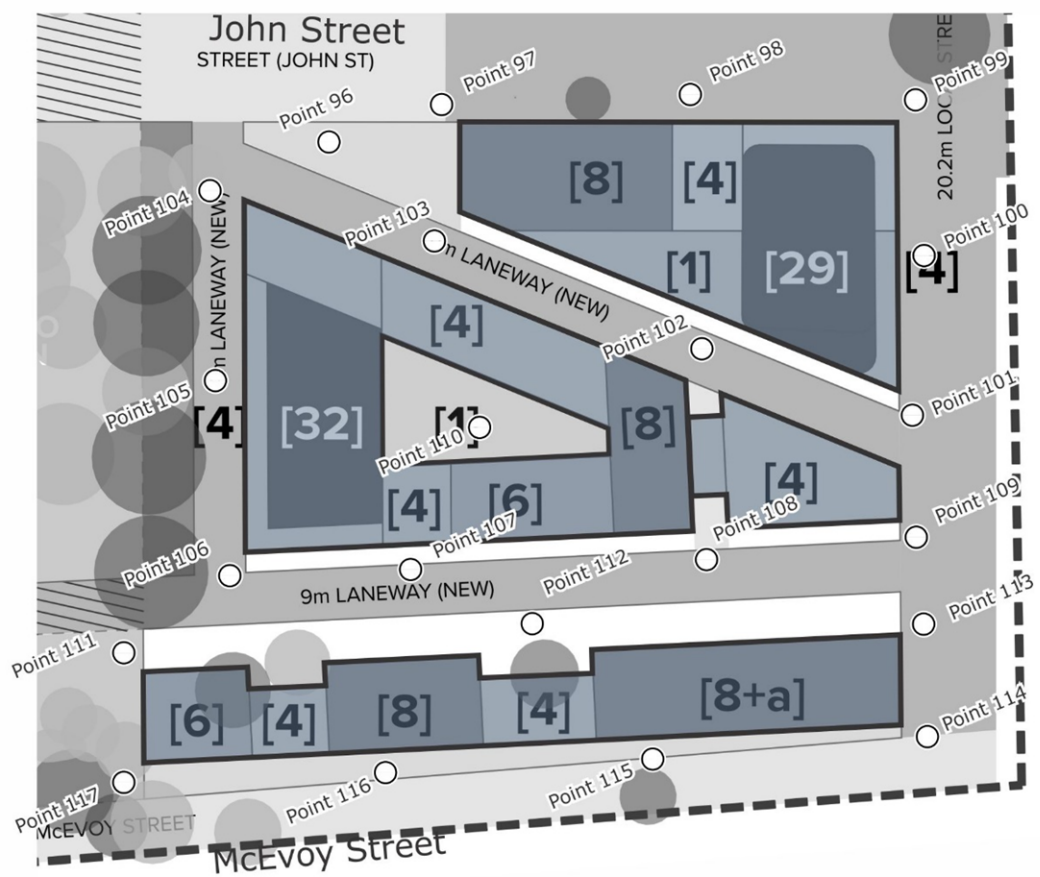 John Street
STREET (JOHN ST)
Point 97
Point 98
Point 99
Point 96
20.2m
[8]
[4]
Point 104
Point 103
Point 100
[1]
[29]
[4]
m LANEWAY (NEW)
m LANEWAY (NEW)
[4]
Point 102
Point 105
Point 101
[4]
[32]
[1]
[8]
Point 110
[4]
[6]
[4]
Point 109
Point 107
Point 108
Point 106
Point 112
9m LANEWAY (NEW)
Point 113
Point 111
[6]
[4]
[8]
[4]
[8+a]
Point 114
Point 117
Point 116
Point 115
McEVOY STREET
McEvoy Street